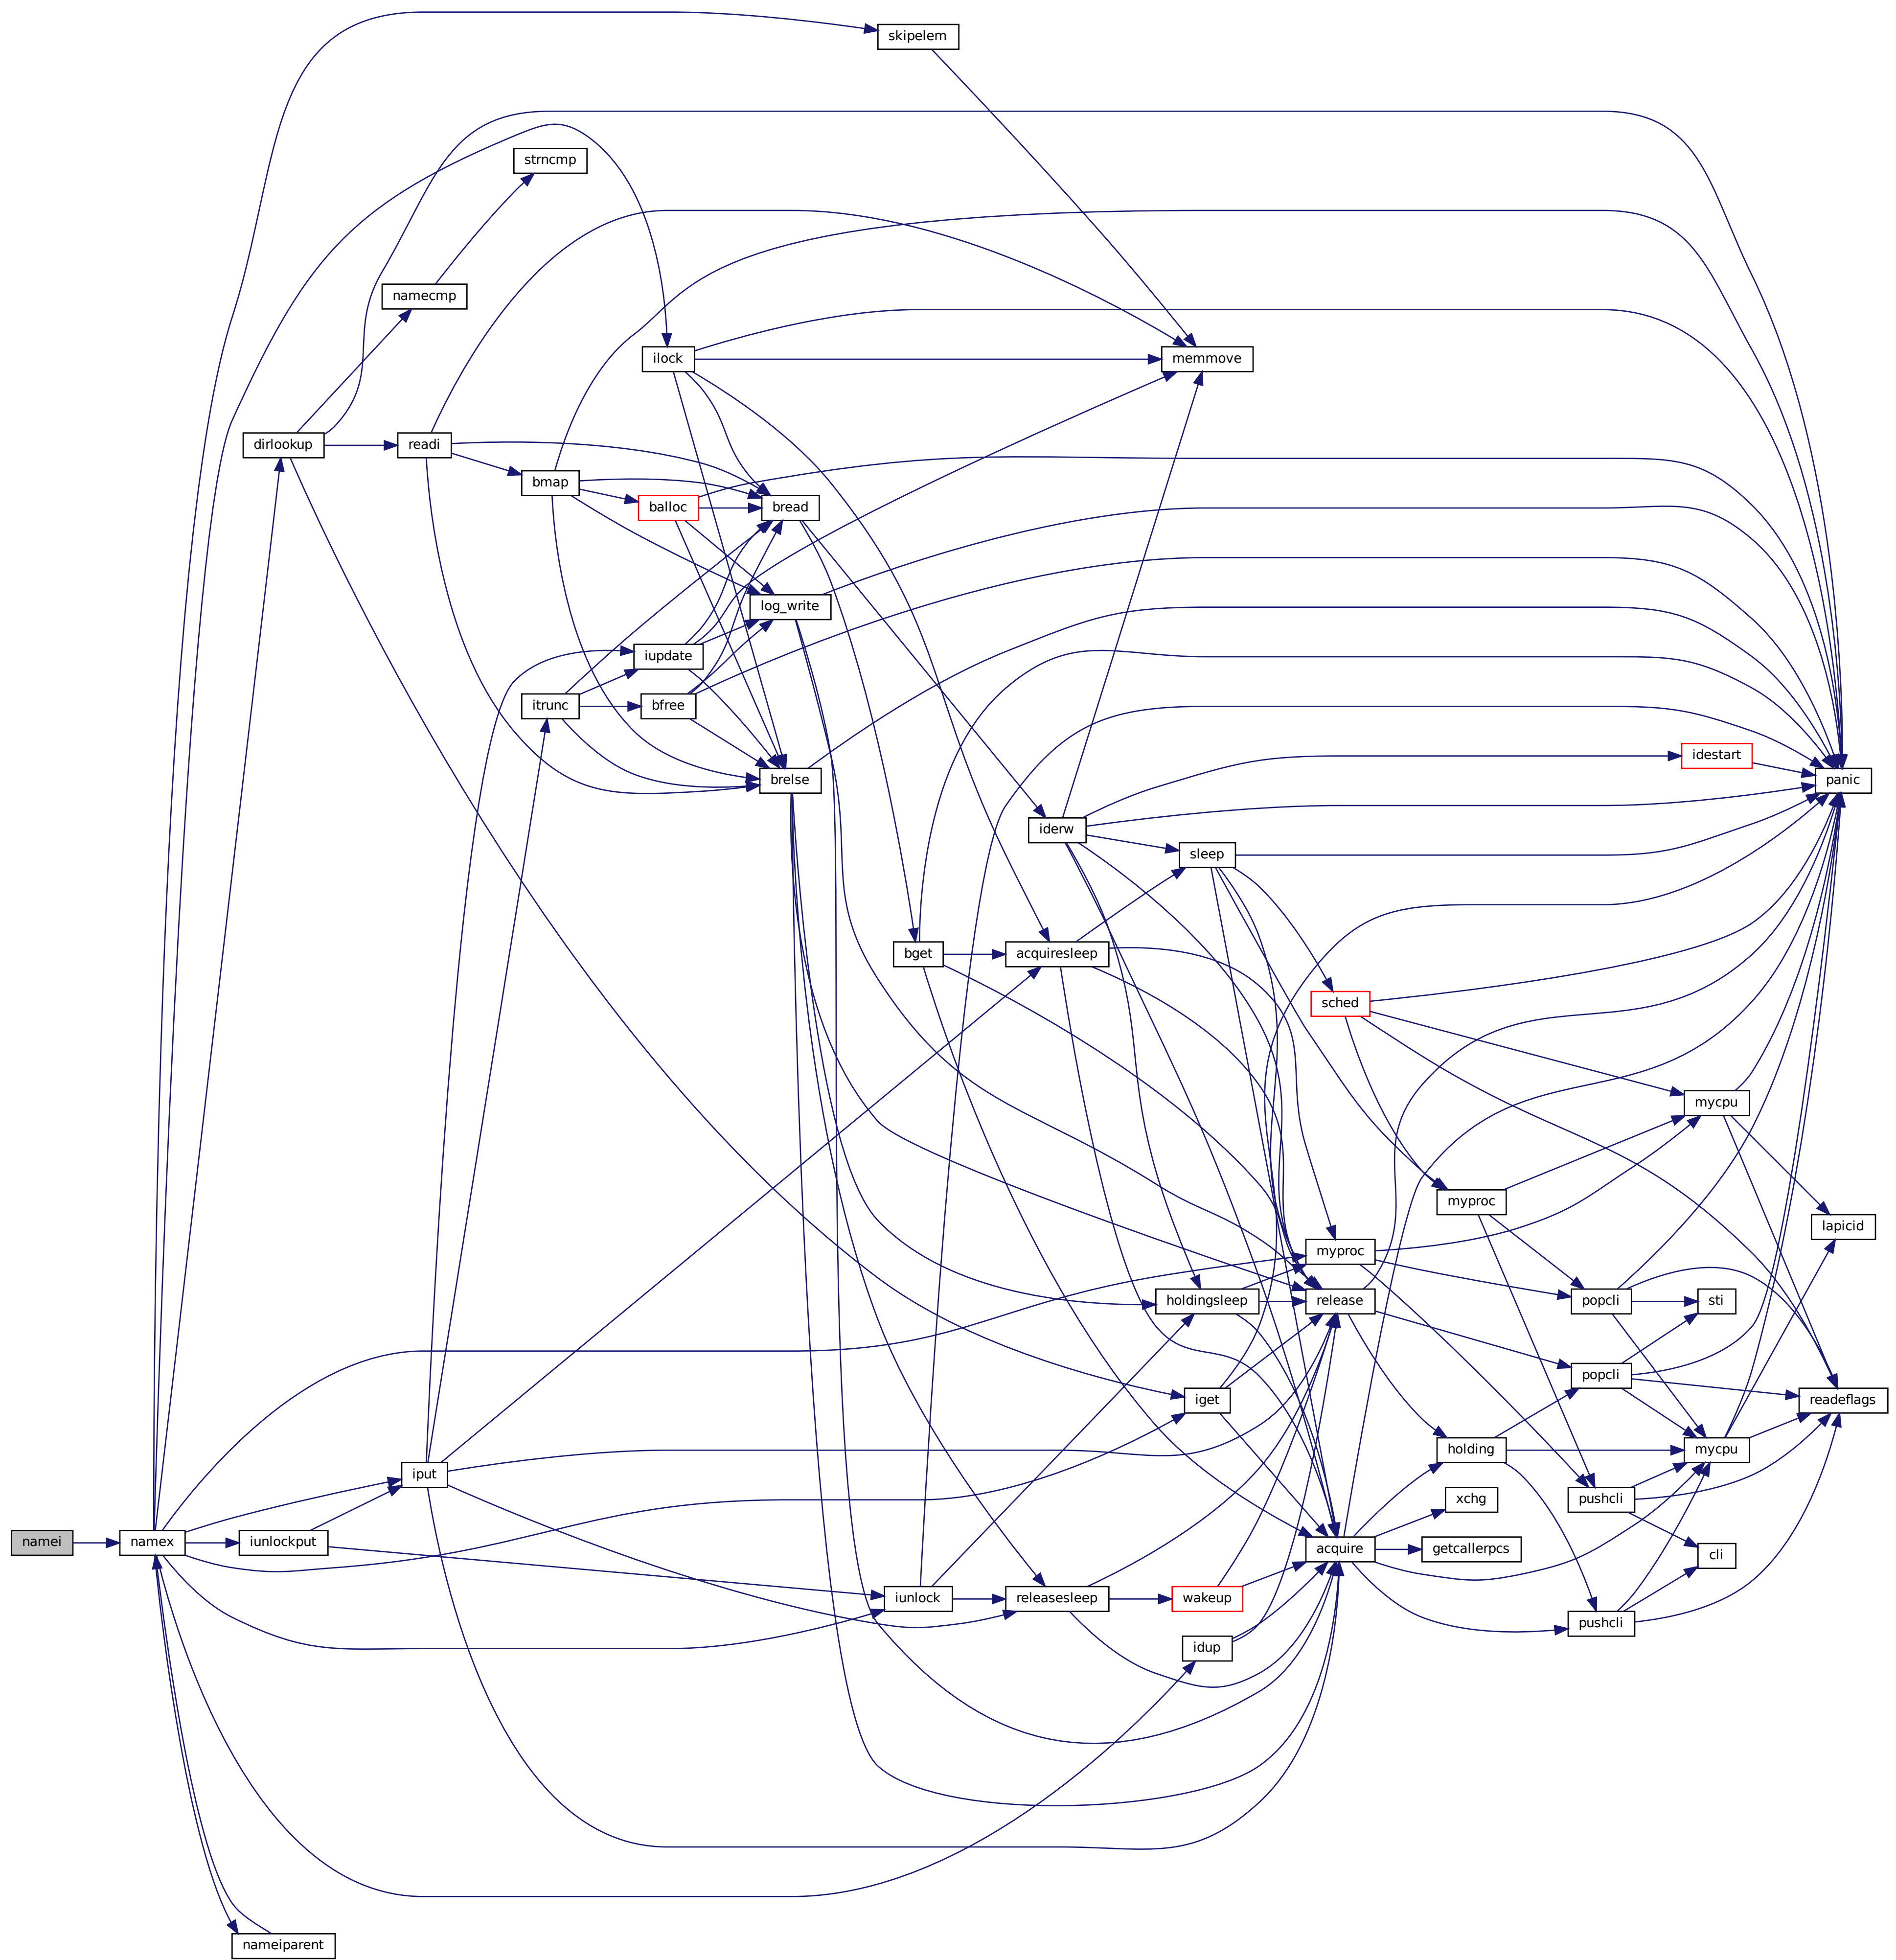 skipelem
strncmp
namecmp
ilock
memmove
dirlookup
readi
bmap
balloc
bread
log_write
iupdate
itrunc
bfree
idestart
brelse
panic
iderw
sleep
bget
acquiresleep
sched
mycpu
myproc
lapicid
myproc
holdingsleep
release
popcli
sti
popcli
iget
readeflags
holding
mycpu
iput
xchg
pushcli
namei
namex
iunlockput
acquire
getcallerpcs
cli
iunlock
releasesleep
wakeup
pushcli
idup
nameiparent